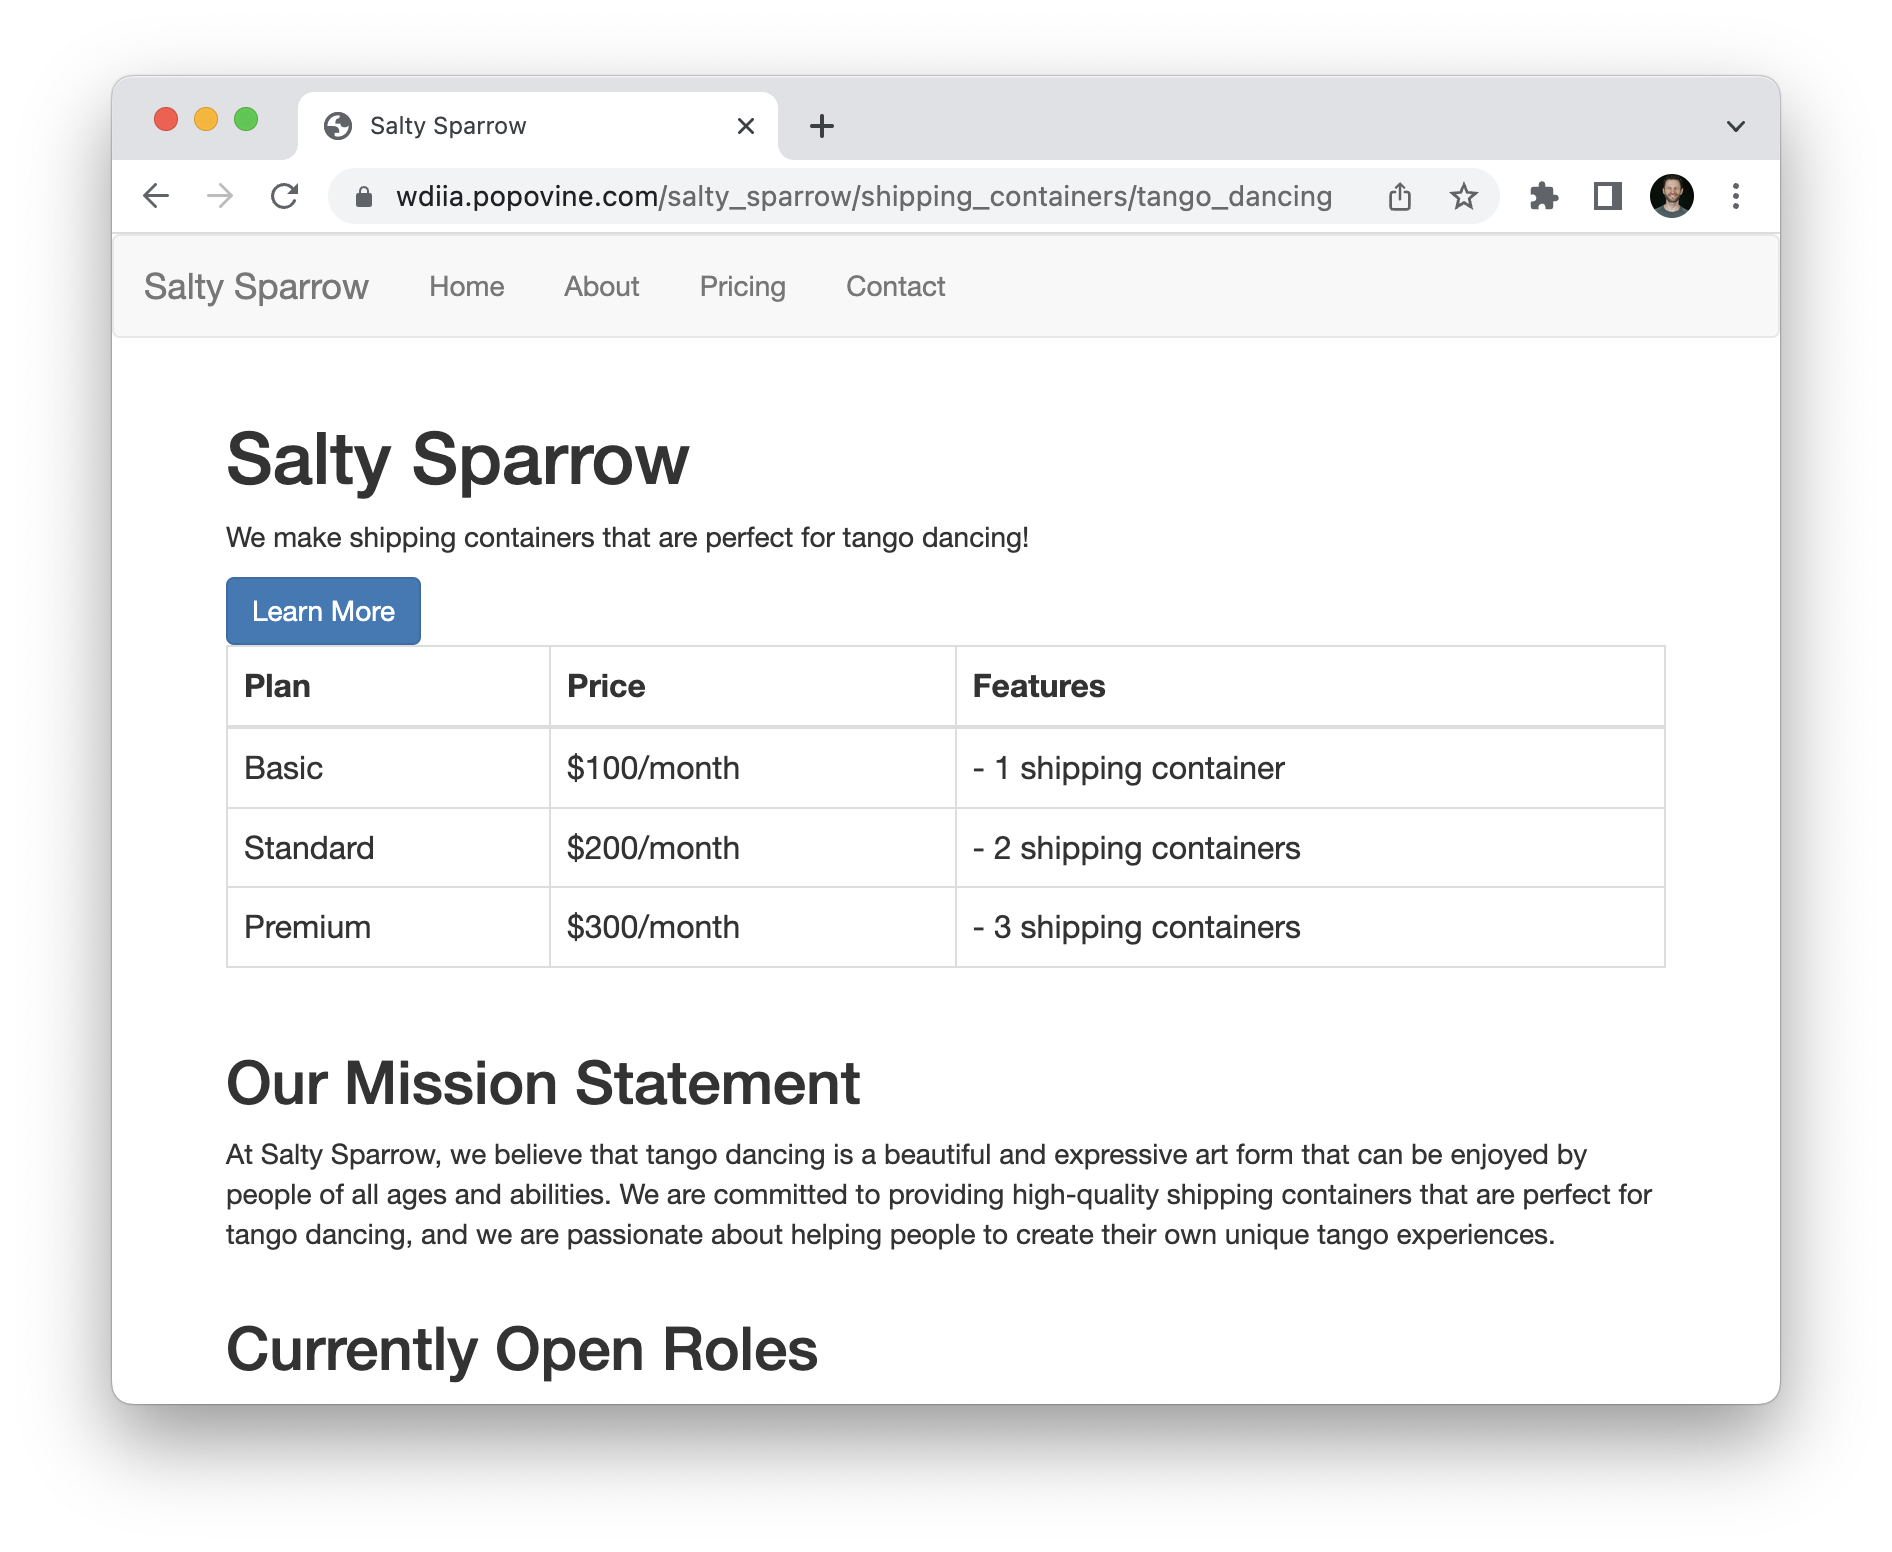 Salty Sparrow
wdiia.popovine.com/salty_sparrow/shipping_containers/tango_dancing
Salty Sparrow Home About Pricing Contact
Salty Sparrow
We make shipping containers that are perfect for tango dancing!
Learn More
Plan Price Features
Basic $100/month - 1 shipping container
Standard $200/month - 2 shipping containers
Premium $300/month - 3 shipping containers
Our Mission Statement
At Salty Sparrow, we believe that tango dancing is a beautiful and expressive art form that can be enjoyed by
people of all ages and abilities. We are committed to providing high-quality shipping containers that are perfect for
tango dancing, and we are passionate about helping people to create their own unique tango experiences.
Currently Open Roles